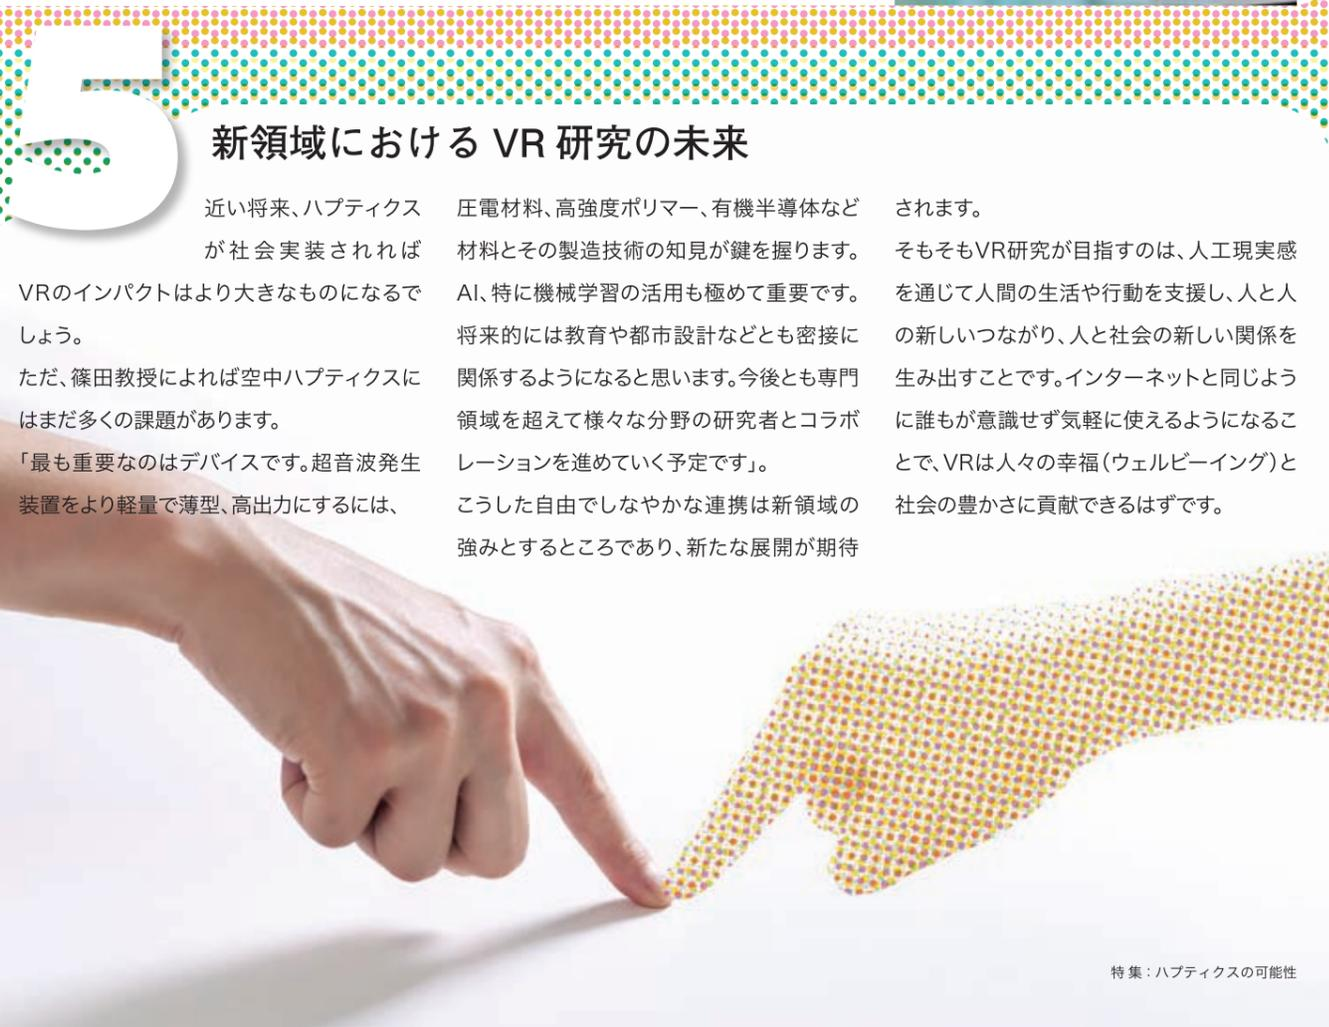 5
新領域における VR 研究の未来
近い将来、ハプティクス
が社会実装されれば
VRのインパクトはより大きなものになるで
しょう。
ただ、篠田教授によれば空中ハプティクスに
はまだ多くの課題があります。
「最も重要なのはデバイスです。超音波発生
装置をより軽量で薄型、高出力にするには、
圧電材料、高強度ポリマー、有機半導体など
材料とその製造技術の知見が鍵を握ります。
AI、特に機械学習の活用も極めて重要です。
将来的には教育や都市設計などとも密接に
関係するようになると思います。今後とも専門
領域を超えて様々な分野の研究者とコラボ
レーションを進めていく予定です」。
こうした自由でしなやかな連携は新領域の
強みとするところであり、新たな展開が期待
されます。
そもそもVR研究が目指すのは、人工現実感
を通じて人間の生活や行動を支援し、人と人
の新しいつながり、人と社会の新しい関係を
生み出すことです。インターネットと同じよう
に誰もが意識せず気軽に使えるようになるこ
とで、VRは人々の幸福（ウェルビーイング）と
社会の豊かさに貢献できるはずです。
特集：ハプティクスの可能性